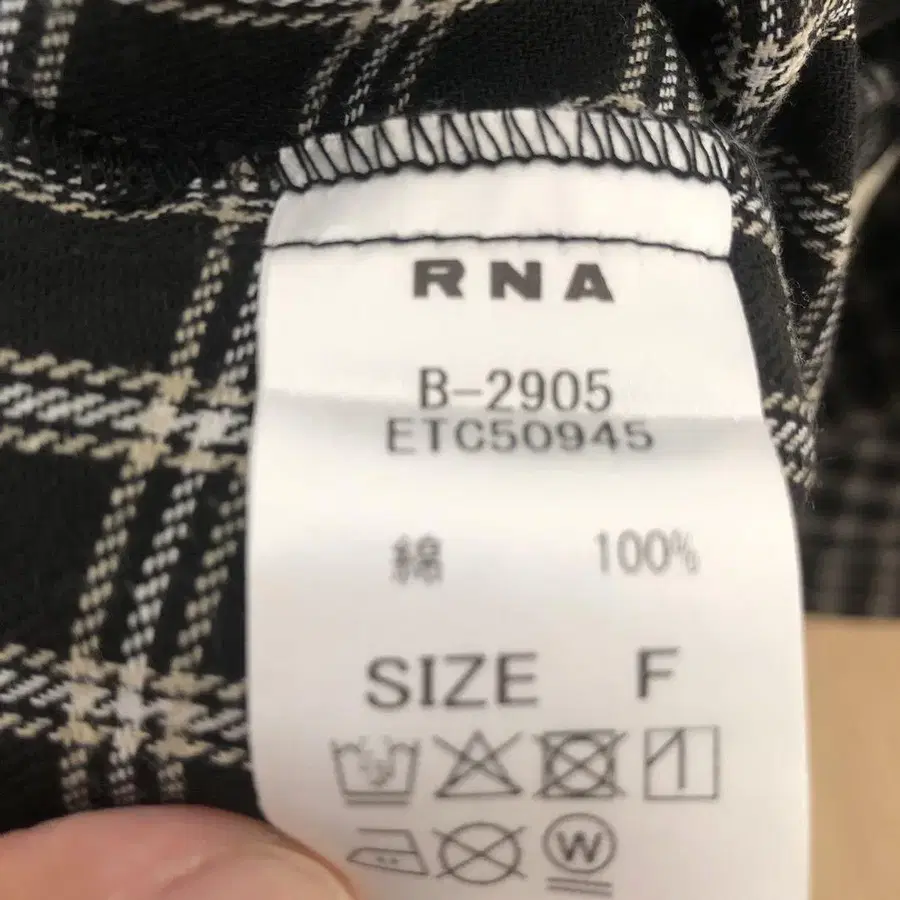 RNA
B-2905
ETC50945
綿 100%
SIZE F
W